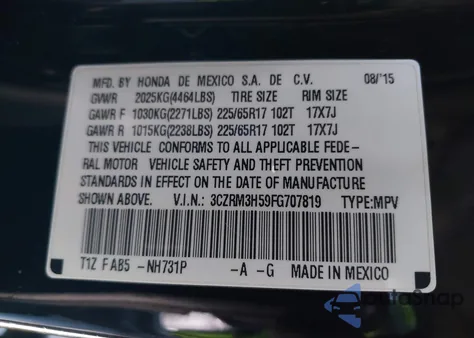 MFD. BY HONDA DE MEXICO S.A. DE C.V. 08/'15
GVWR 2025KG(4464LBS) TIRE SIZE RIM SIZE
GAWR F 1030KG(2271LBS) 225/65R17 102T 17X7J
GAWR R 1015KG(2238LBS) 225/65R17 102T 17X7J
THIS VEHICLE CONFORMS TO ALL APPLICABLE FEDE-
RAL MOTOR VEHICLE SAFETY AND THEFT PREVENTION
STANDARDS IN EFFECT ON THE DATE OF MANUFACTURE
SHOWN ABOVE. V.I.N.: 3CZRM3H59FG707819 TYPE:MPV
T1Z F AB5 -NH731P -A -G MADE IN MEXICO
AutoSnap